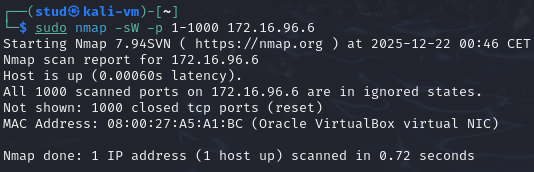 ┌──(stud㉿kali-vm)-[~]
└─$ sudo nmap -sW -p 1-1000 172.16.96.6
Starting Nmap 7.94SVN ( https://nmap.org ) at 2025-12-22 00:46 CET
Nmap scan report for 172.16.96.6
Host is up (0.00060s latency).
All 1000 scanned ports on 172.16.96.6 are in ignored states.
Not shown: 1000 closed tcp ports (reset)
MAC Address: 08:00:27:A5:A1:BC (Oracle VirtualBox virtual NIC)
Nmap done: 1 IP address (1 host up) scanned in 0.72 seconds